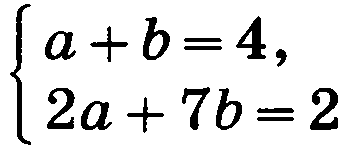 a + b = 4,
2a + 7b = 2